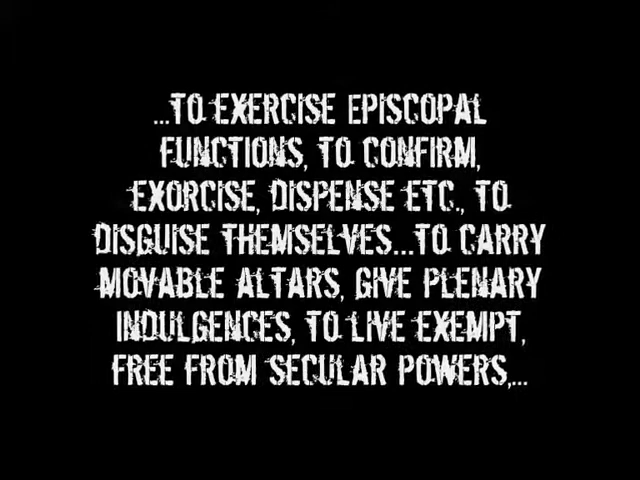 ...TO EXERCISE EPISCOPAL
FUNCTIONS, TO CONFIRM,
EXORCISE, DISPENSE ETC., TO
DISGUISE THEMSELVES...TO CARRY
MOVABLE ALTARS, GIVE PLENARY
INDULGENCES, TO LIVE EXEMPT,
FREE FROM SECULAR POWERS,...